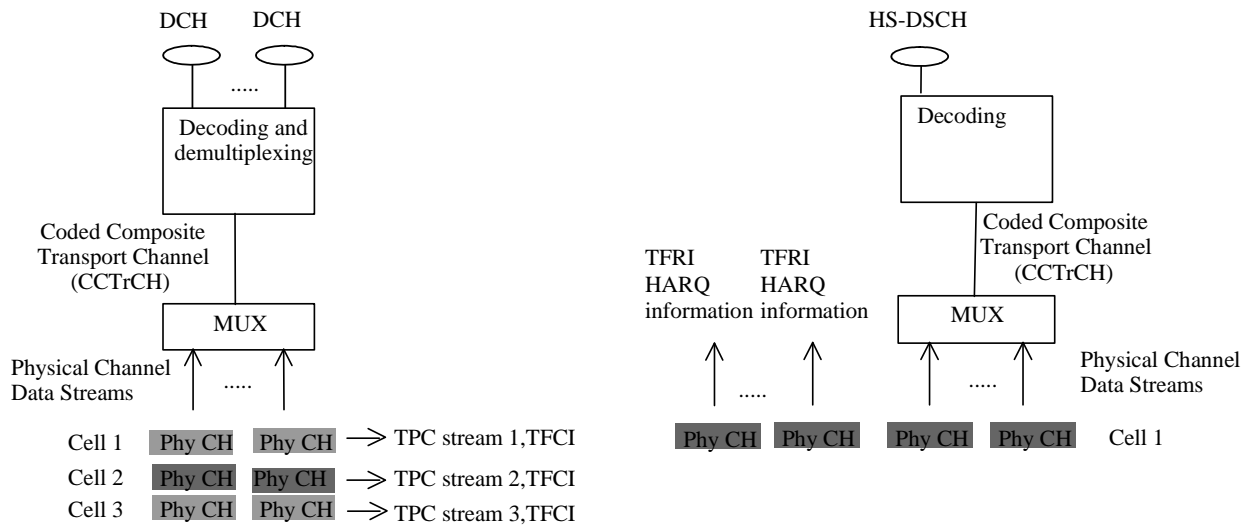 DCH DCH
.....
Decoding and
demultiplexing
Coded Composite
Transport Channel
(CCTrCH)
MUX
Physical Channel
Data Streams
.....
Cell 1 Phy CH Phy CH TPC stream 1,TFCI
Cell 2 Phy CH Phy CH TPC stream 2,TFCI
Cell 3 Phy CH Phy CH TPC stream 3,TFCI
HS-DSCH
Decoding
Coded Composite
Transport Channel
(CCTrCH)
TFRI
HARQ
information
TFRI
HARQ
information
MUX
Physical Channel
Data Streams
.....
.....
Phy CH Phy CH Phy CH Phy CH Cell 1